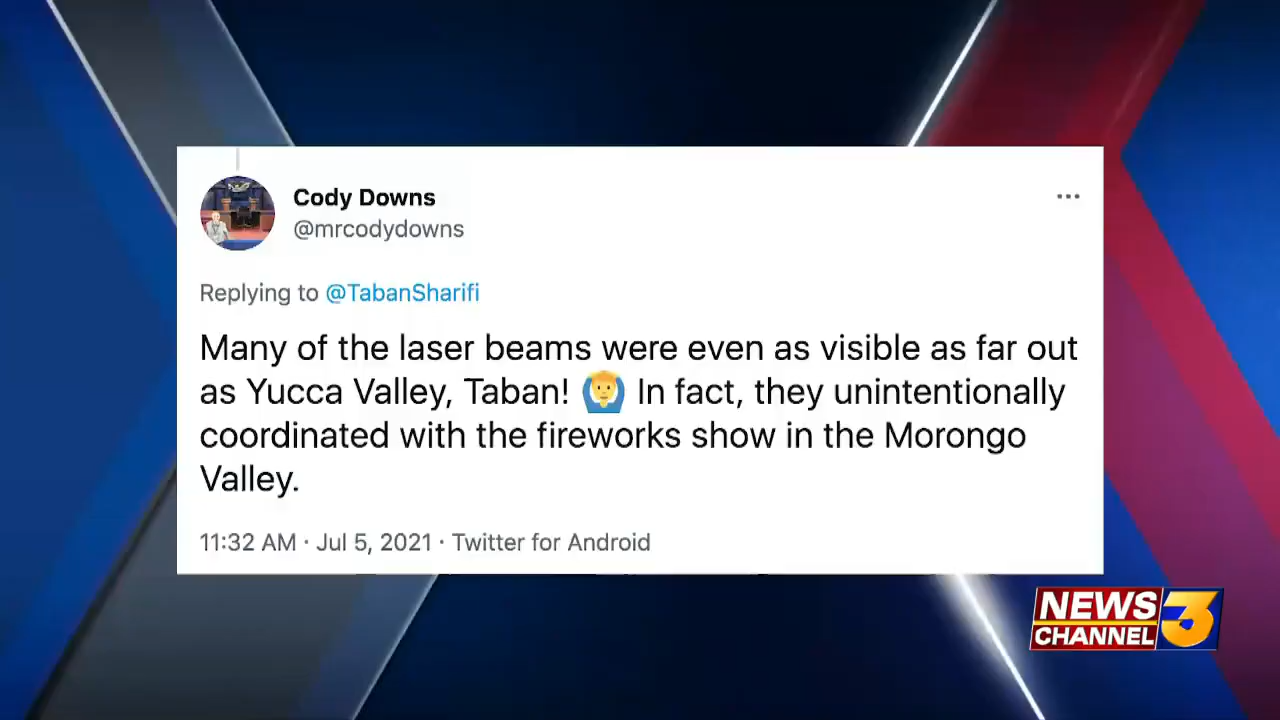 Cody Downs
@mrcodydowns
Replying to @TabanSharifi
Many of the laser beams were even as visible as far out
as Yucca Valley, Taban! 🙆‍♂️ In fact, they unintentionally
coordinated with the fireworks show in the Morongo
Valley.
11:32 AM · Jul 5, 2021 · Twitter for Android
NEWS
CHANNEL 3